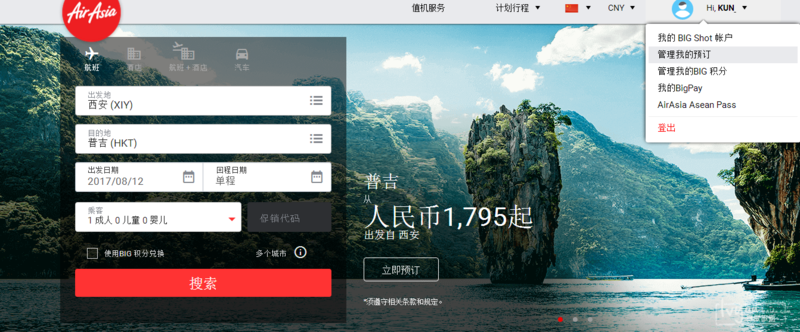 AirAsia
值机服务
计划行程
CNY
Hi, KUN
我的 BIG Shot 帐户
管理我的预订
管理我的BIG 积分
我的BigPay
AirAsia Asean Pass
登出
航班
酒店
航班 + 酒店
汽车
出发地
西安 (XIY)
目的地
普吉 (HKT)
出发日期
回程日期
2017/08/12
单程
乘客
1 成人 0 儿童 0 婴儿
促销代码
使用BIG 积分兑换
多个城市
搜索
普吉
从
人民币1,795起
出发自 西安
立即预订
*须遵守相关条款和规定。